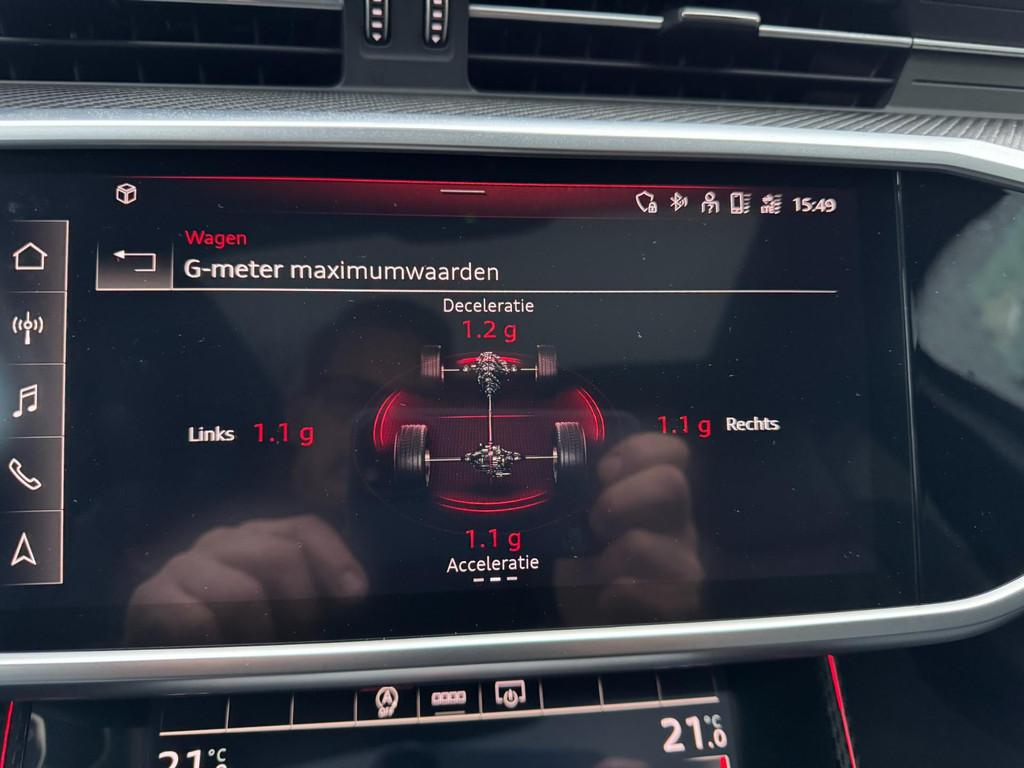 15:49
Wagen
G-meter maximumwaarden
Deceleratie
1.2 g
Links 1.1 g
1.1 g Rechts
1.1 g
Acceleratie
A
OFF
21 °C
21.0 °C